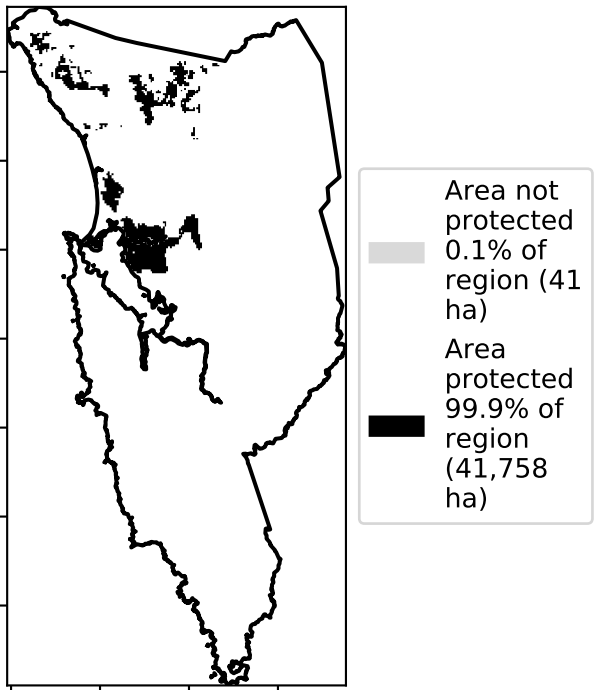 Area not
protected
0.1% of
region (41
ha)
Area
protected
99.9% of
region
(41,758
ha)